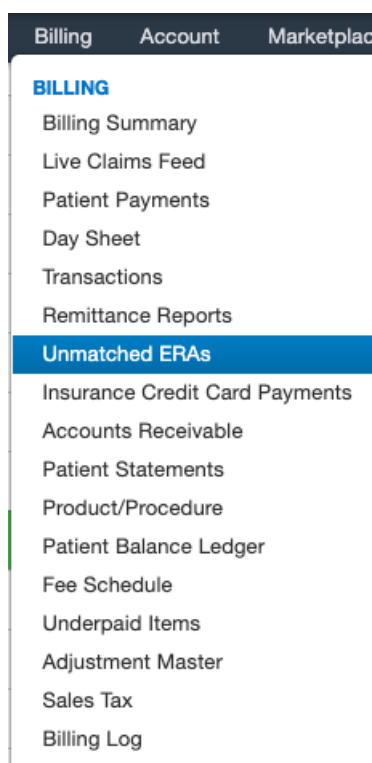 Billing Account Marketplac
BILLING
Billing Summary
Live Claims Feed
Patient Payments
Day Sheet
Transactions
Remittance Reports
Unmatched ERAs
Insurance Credit Card Payments
Accounts Receivable
Patient Statements
Product/Procedure
Patient Balance Ledger
Fee Schedule
Underpaid Items
Adjustment Master
Sales Tax
Billing Log